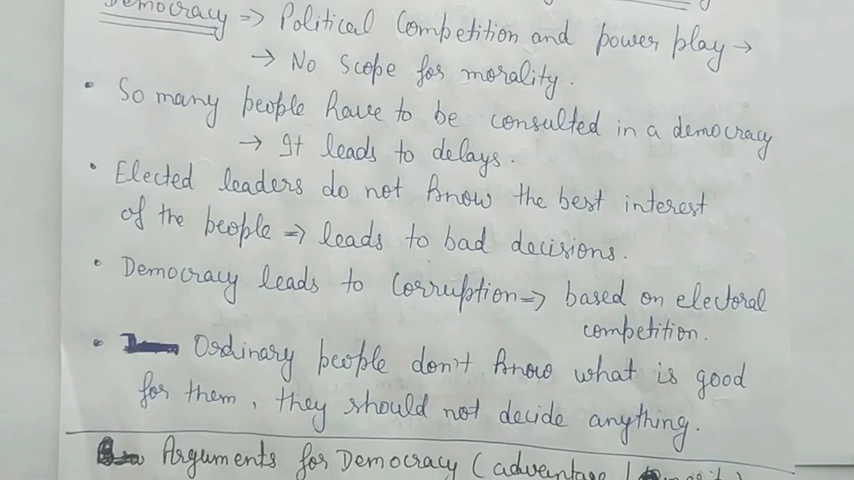 Democracy => Political Competition and power play →
→ No Scope for morality.
• So many people have to be consulted in a democracy
→ It leads to delays.
• Elected leaders do not know the best interest
of the people => leads to bad decisions.
• Democracy leads to Corruption => based on electoral
competition.
• Ordinary people don't know what is good
for them, they should not decide anything.
Arguments for Democracy (advantage /